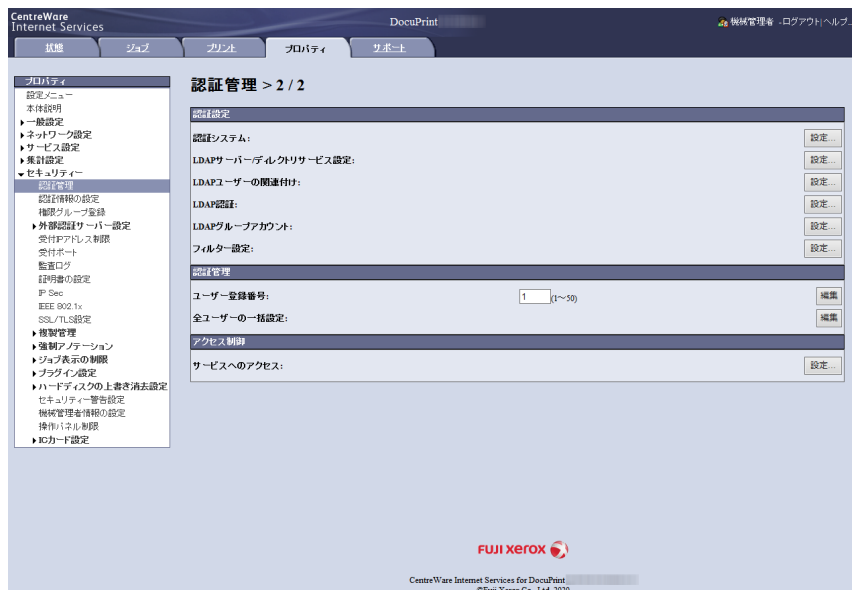 CentreWare
Internet Services
DocuPrint
機械管理者 -ログアウト|ヘルプ
状態 ジョブ プリント プロパティ サポート
プロパティ
設定メニュー
本体説明
一般設定
ネットワーク設定
サービス設定
集計設定
セキュリティー
認証管理
認証情報の設定
権限グループ登録
外部認証サーバー設定
受付IPアドレス制限
受付ポート
監査ログ
証明書の設定
IP Sec
IEEE 802.1x
SSL/TLS設定
複製管理
強制アノテーション
ジョブ表示の制限
プラグイン設定
ハードディスクの上書き消去設定
セキュリティー警告設定
機械管理者情報の設定
操作パネル制限
ICカード設定
認証管理 > 2 / 2
認証設定
認証システム: 設定...
LDAPサーバー/ディレクトリサービス設定: 設定...
LDAPユーザーの関連付け: 設定...
LDAP認証: 設定...
LDAPグループアカウント: 設定...
フィルター設定: 設定...
認証管理
ユーザー登録番号: 1 (1～50) 編集
全ユーザーの一括設定: 編集
アクセス制御
サービスへのアクセス: 設定...
FUJI XEROX
CentreWare Internet Services for DocuPrint
©Fuji Xerox Co., Ltd. 2020